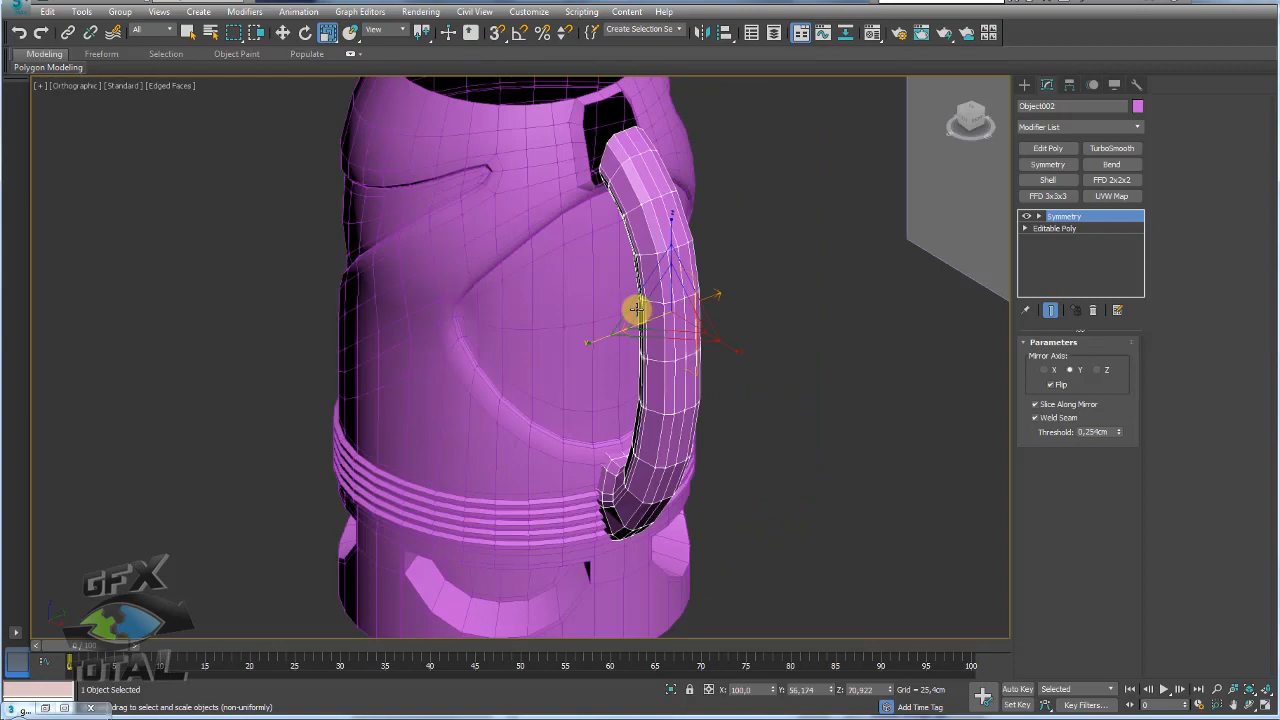 Edit Tools Group Views Create Modifiers Animation Graph Editors Rendering Civil View Customize Scripting Content Help
All View Create Selection Se
Modeling Freeform Selection Object Paint Populate
Polygon Modeling
[+] [Orthographic] [Standard] [Edged Faces]
Object002
Modifier List
Edit Poly TurboSmooth
Symmetry Bend
Shell FFD 2x2x2
FFD 3x3x3 UVW Map
Symmetry
Editable Poly
Parameters
Mirror Axis:
X Y Z
Flip
Slice Along Mirror
Weld Seam
Threshold: 0,254cm
GFX
TOTAL
/ 100
15 20 25 30 35 40 45 50 55 60 65 70 75 80 85 90 95 100
1 Object Selected X: 100,0 Y: 56,174 Z: 70,922 Grid = 25,4cm Auto Key Selected
drag to select and scale objects (non-uniformly) Add Time Tag Set Key Key Filters... 0